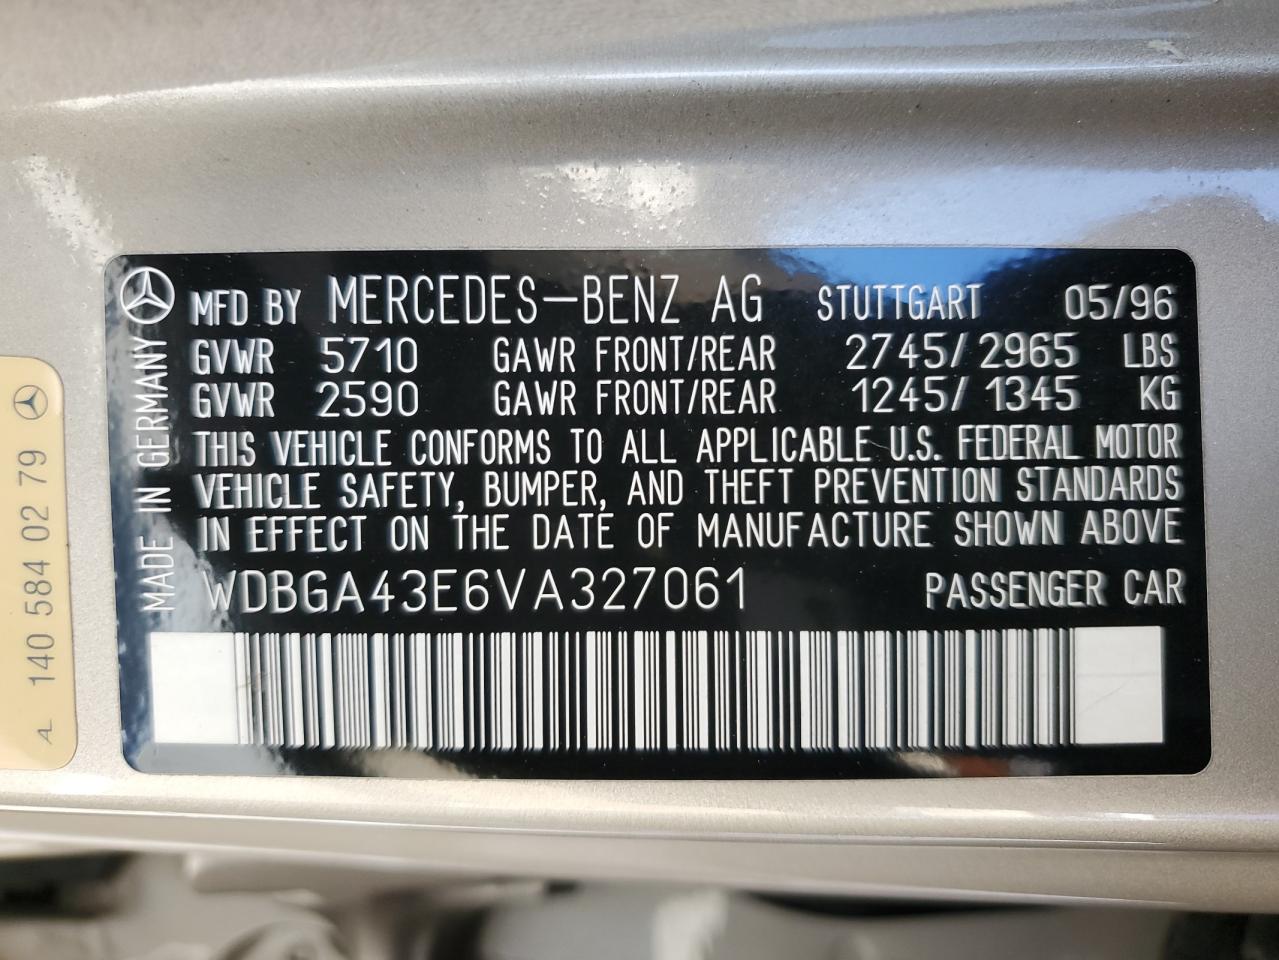 MFD BY MERCEDES-BENZ AG STUTTGART 05/96
GVWR 5710 GAWR FRONT/REAR 2745/2965 LBS
GVWR 2590 GAWR FRONT/REAR 1245/1345 KG
THIS VEHICLE CONFORMS TO ALL APPLICABLE U.S. FEDERAL MOTOR
VEHICLE SAFETY, BUMPER, AND THEFT PREVENTION STANDARDS
IN EFFECT ON THE DATE OF MANUFACTURE SHOWN ABOVE
WDBGA43E6VA327061 PASSENGER CAR
MADE IN GERMANY
AL 140 584 02 79